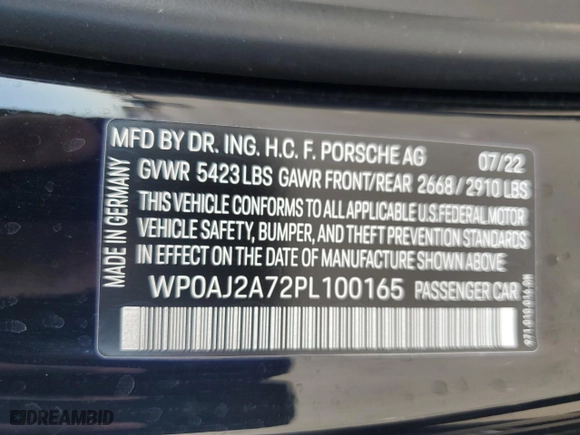 MFD BY DR. ING. H.C. F. PORSCHE AG 07/22
GVWR 5423 LBS GAWR FRONT/REAR 2668 / 2910 LBS
THIS VEHICLE CONFORMS TO ALL APPLICABLE U.S. FEDERAL MOTOR
VEHICLE SAFETY, BUMPER, AND THEFT PREVENTION STANDARDS
IN EFFECT ON THE DATE OF MANUFACTURE SHOWN ABOVE.
WP0AJ2A72PL100165 PASSENGER CAR
MADE IN GERMANY
DREAMBID